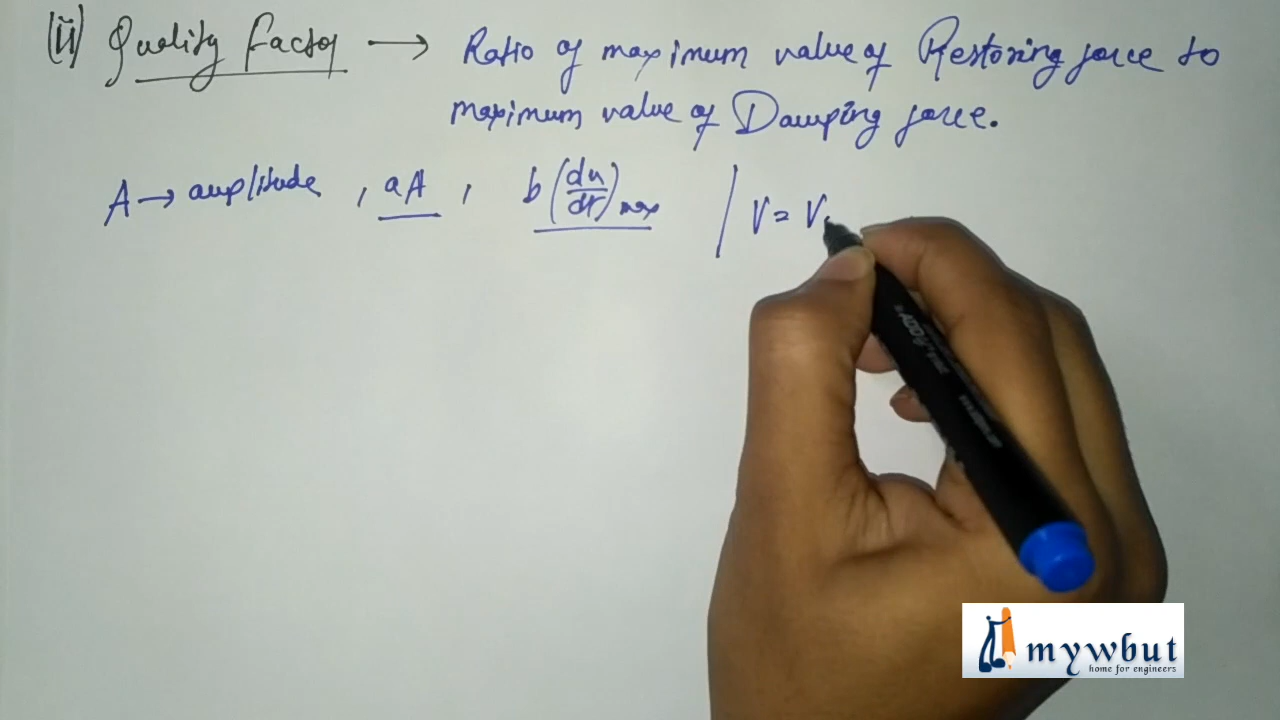 (ii) Quality Factor → Ratio of maximum value of Restoring force to
maximum value of Damping force.
A → amplitude , aA , b(du/dt)max | V = V
mywbut
home for engineers